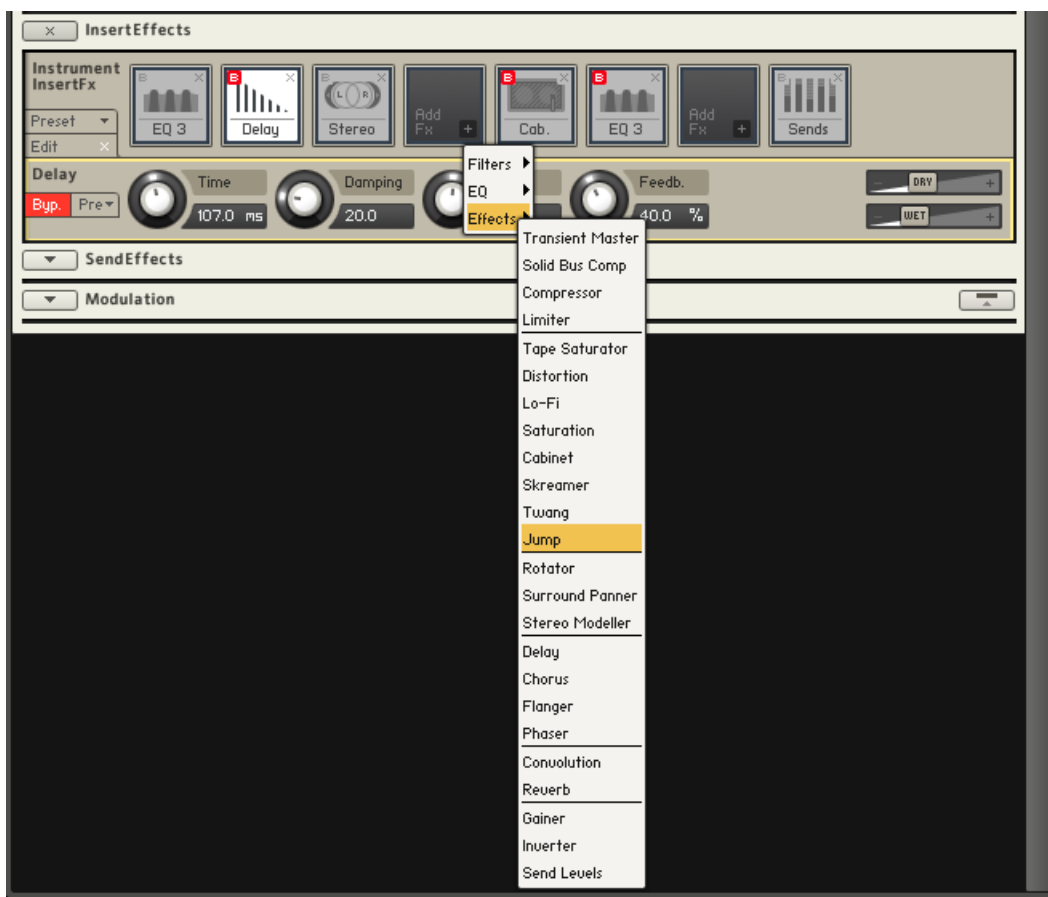 × InsertEffects
Instrument
InsertFx
Preset
Edit ×
B ×
EQ 3
B ×
Delay
B ×
L R
Stereo
Add
Fx +
B ×
Cab.
B ×
EQ 3
Add
Fx +
B ×
Sends
Delay
Byp. Pre
Time
107.0 ms
Damping
20.0
Feedb.
40.0 %
- DRY +
- WET +
Filters
EQ
Effects
SendEffects
Modulation
Transient Master
Solid Bus Comp
Compressor
Limiter
Tape Saturator
Distortion
Lo-Fi
Saturation
Cabinet
Skreamer
Twang
Jump
Rotator
Surround Panner
Stereo Modeller
Delay
Chorus
Flanger
Phaser
Convolution
Reverb
Gainer
Inverter
Send Levels